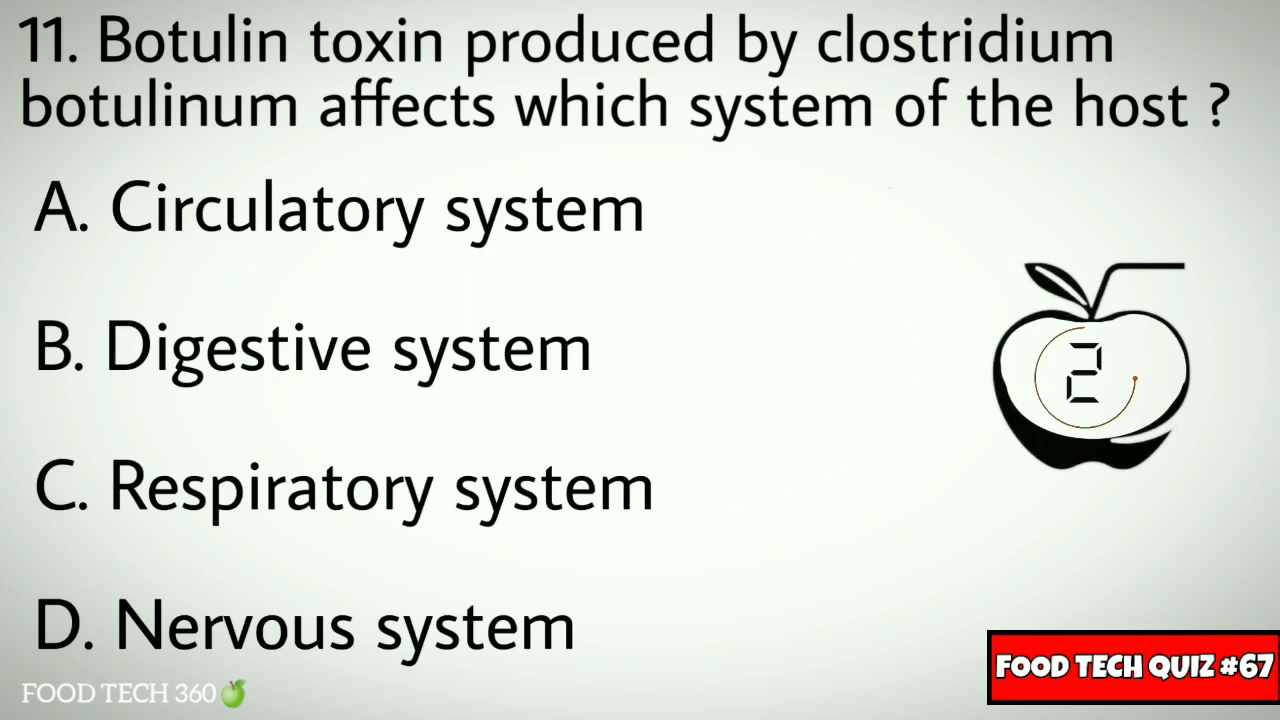 11. Botulin toxin produced by clostridium
botulinum affects which system of the host ?
A. Circulatory system
B. Digestive system
2
C. Respiratory system
D. Nervous system
FOOD TECH QUIZ #67
FOOD TECH 360